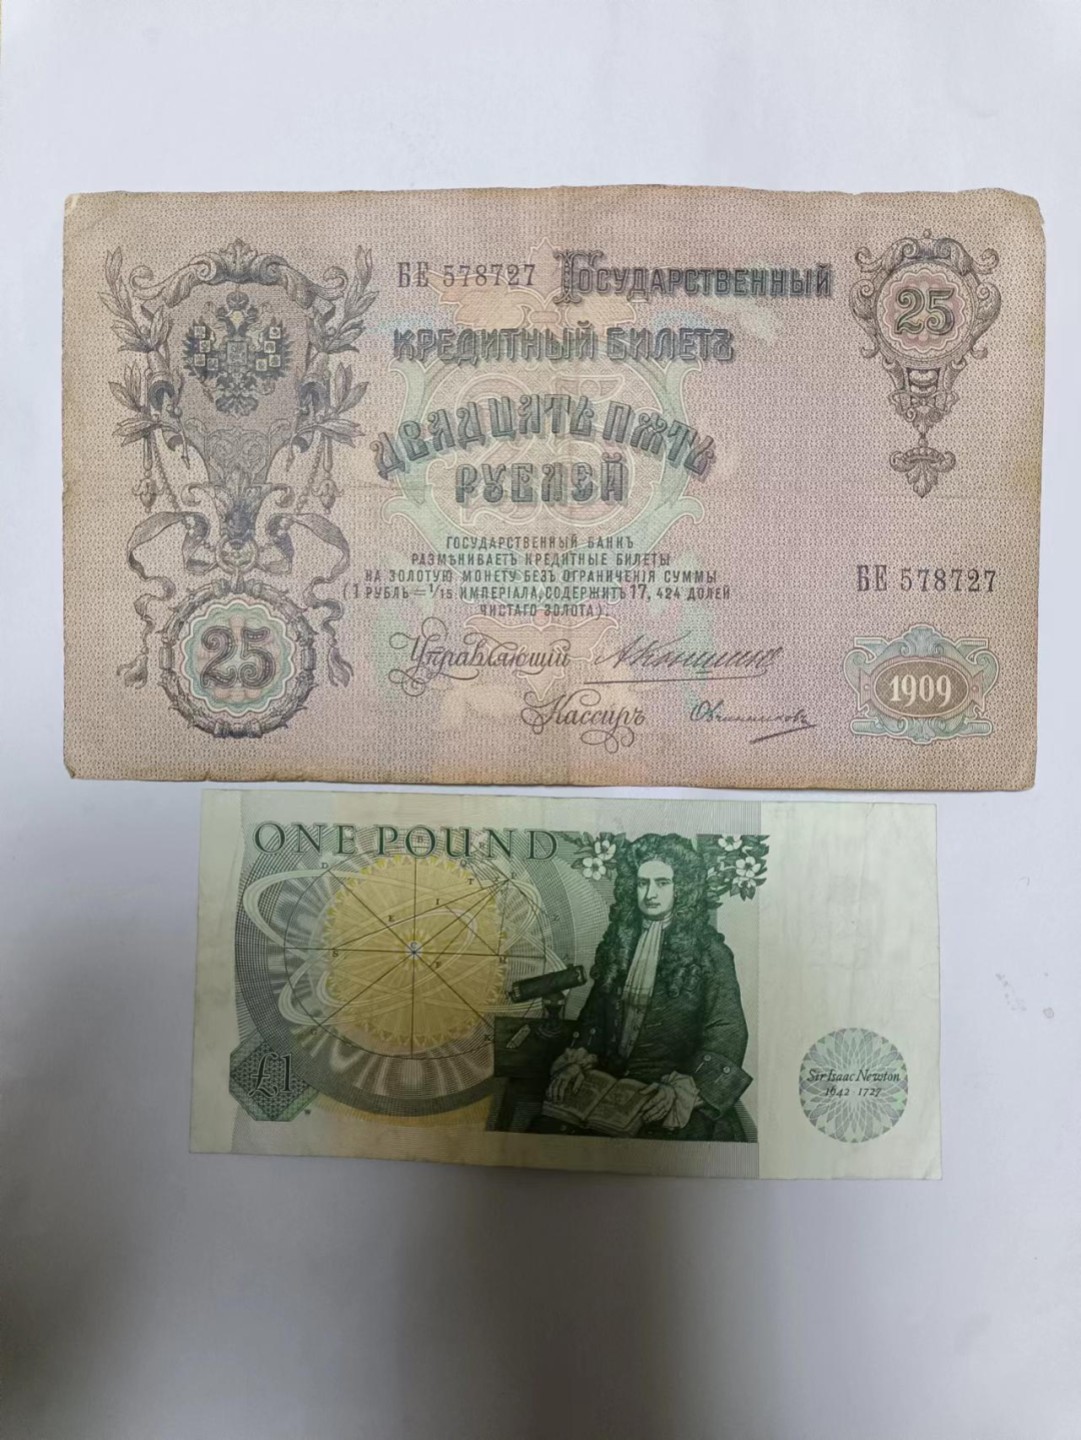 БЕ 578727 Государственный
25
Кредитный Билетъ
Двадцать Пять
Рублей
ГОСУДАРСТВЕННЫЙ БАНКЪ
РАЗМѢНИВАЕТЪ КРЕДИТНЫЕ БИЛЕТЫ
НА ЗОЛОТУЮ МОНЕТУ БЕЗЪ ОГРАНИЧЕНІЯ СУММЫ
(1 РУБЛЬ = 1/15 ИМПЕРІАЛА, СОДЕРЖИТЪ 17, 424 ДОЛЕЙ
ЧИСТАГО ЗОЛОТА).
БЕ 578727
25
Управляющій АКоншинъ
Кассиръ Овчинниковъ
1909
ONE POUND
£1
Sir Isaac Newton
1642 1727